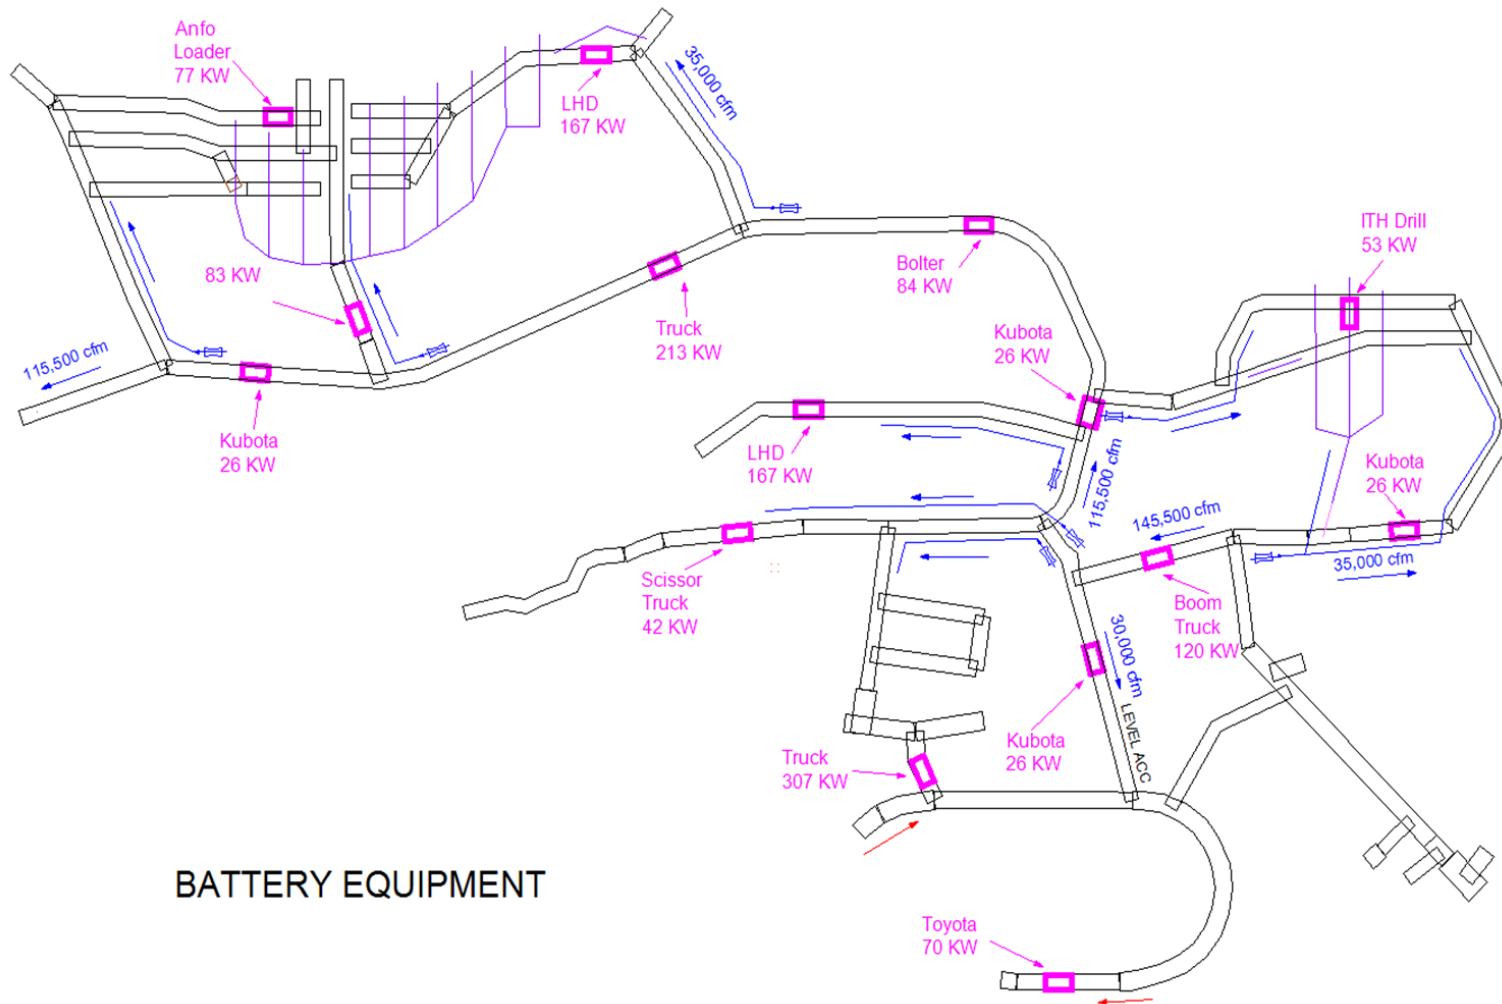 Anfo
Loader
77 KW
35,000 cfm
LHD
167 KW
ITH Drill
53 KW
83 KW
Bolter
84 KW
Truck
213 KW
Kubota
26 KW
115,500 cfm
Kubota
26 KW
LHD
167 KW
115,500 cfm
Kubota
26 KW
145,500 cfm
35,000 cfm
Scissor
Truck
42 KW
Boom
Truck
120 KW
30,000 cfm
LEVEL ACC
Kubota
26 KW
Truck
307 KW
BATTERY EQUIPMENT
Toyota
70 KW